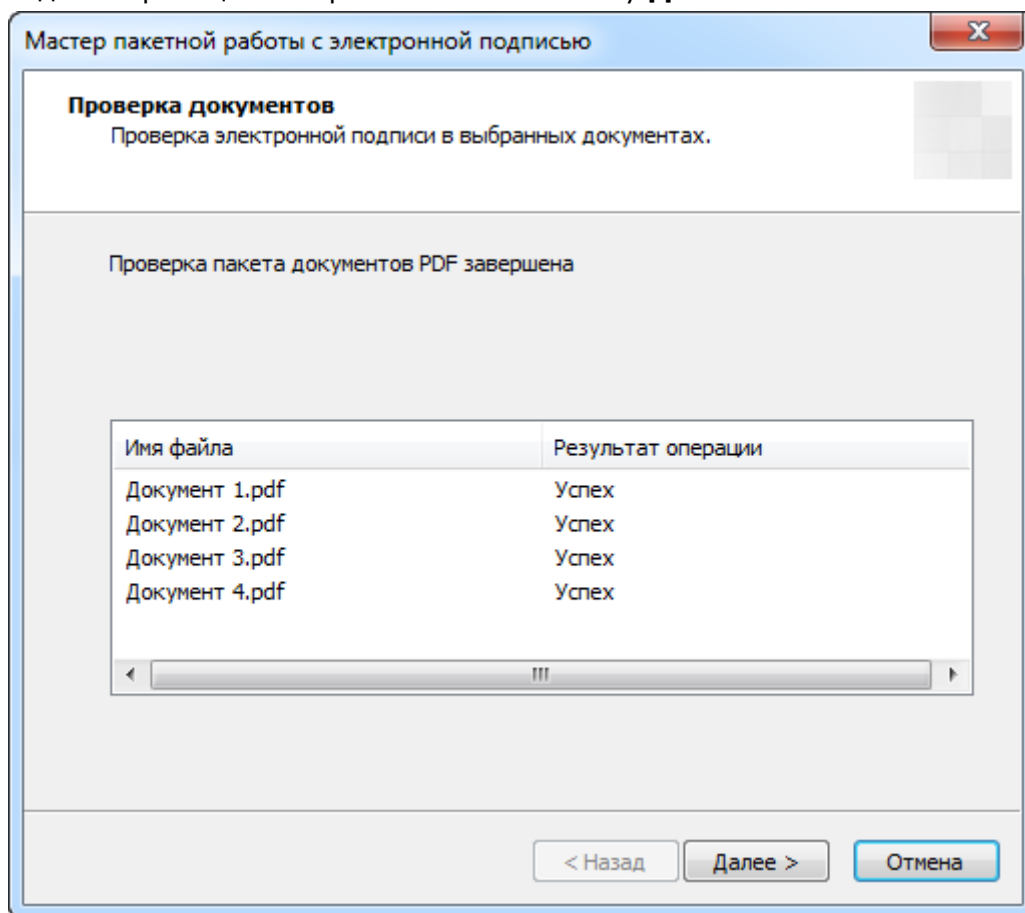 Мастер пакетной работы с электронной подписью
Проверка документов
Проверка электронной подписи в выбранных документах.
Проверка пакета документов PDF завершена
Имя файла Результат операции
Документ 1.pdf Успех
Документ 2.pdf Успех
Документ 3.pdf Успех
Документ 4.pdf Успех
< Назад Далее > Отмена